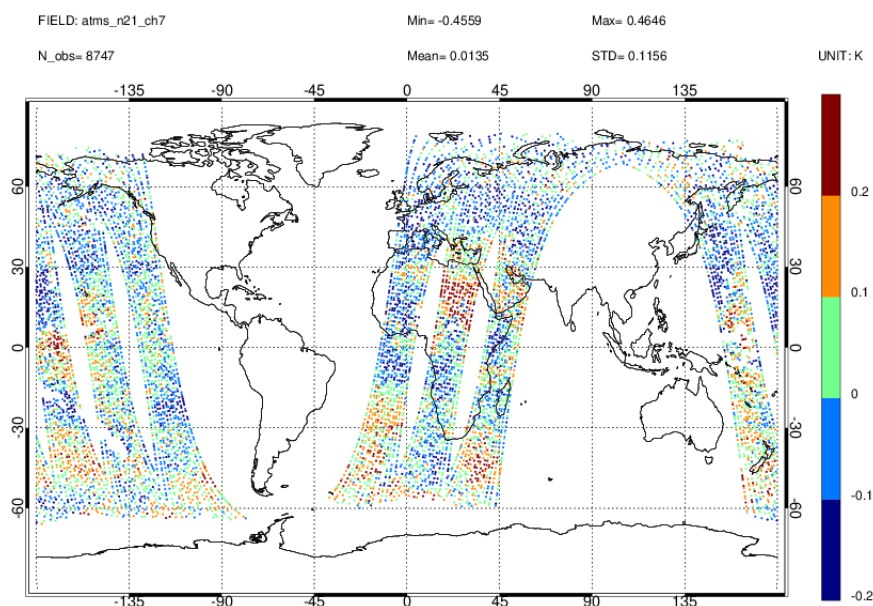 FIELD: atms_n21_ch7 Min= -0.4559 Max= 0.4646
N_obs= 8747 Mean= 0.0135 STD= 0.1156 UNIT: K
-135 -90 -45 0 45 90 135
60 60
30 30
0 0
-30 -30
-60 -60
-135 -90 -45 0 45 90 135
0.2
0.1
0
-0.1
-0.2